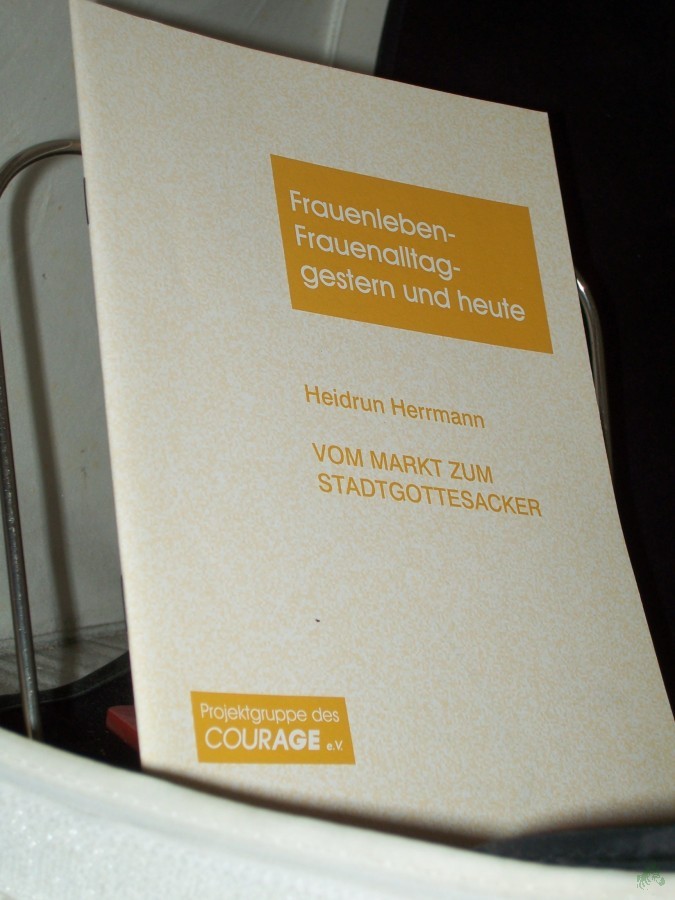 Frauenleben-
Frauenalltag-
gestern und heute
Heidrun Herrmann
VOM MARKT ZUM
STADTGOTTESACKER
Projektgruppe des
COURAGE e.V.